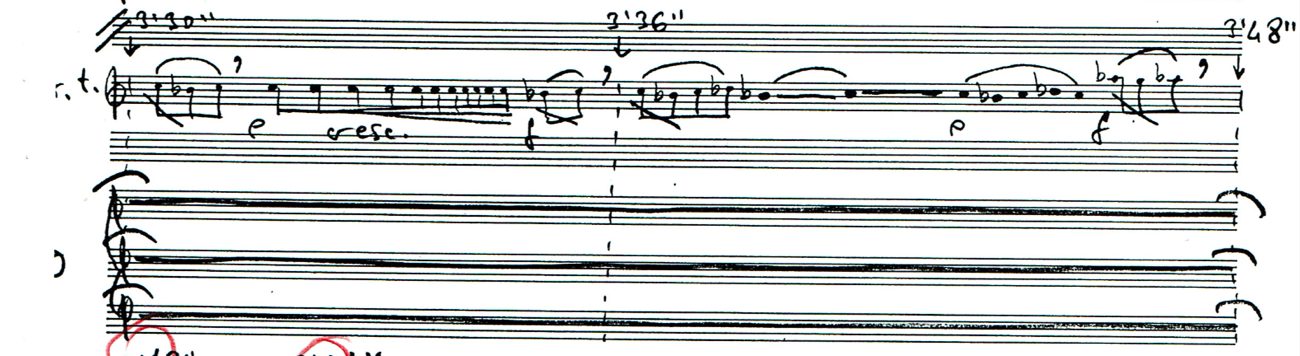 3'30" 3'36" 3'48"
r. t.
p cresc. f p f